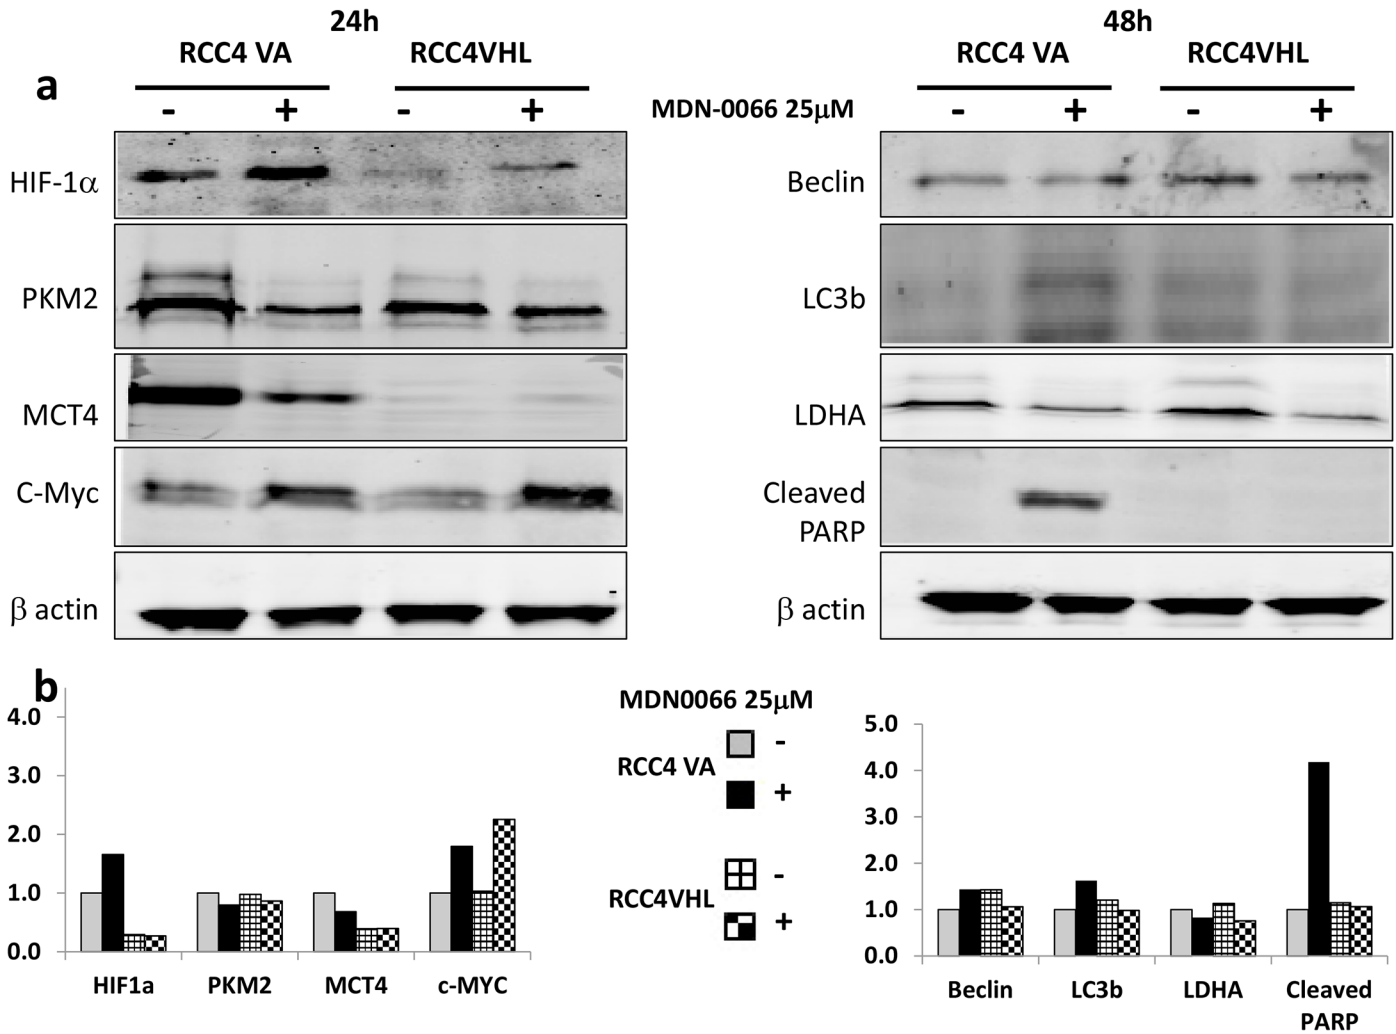 24h
RCC4 VA
RCC4VHL
a
- + - +
HIF-1α
PKM2
MCT4
C-Myc
β actin
MDN-0066 25μM
48h
RCC4 VA
RCC4VHL
- + - +
Beclin
LC3b
LDHA
Cleaved
PARP
β actin
b
4.0
3.0
2.0
1.0
0.0
HIF1a
PKM2
MCT4
c-MYC
MDN0066 25μM
RCC4 VA
-
+
RCC4VHL
-
+
5.0
4.0
3.0
2.0
1.0
0.0
Beclin
LC3b
LDHA
Cleaved
PARP